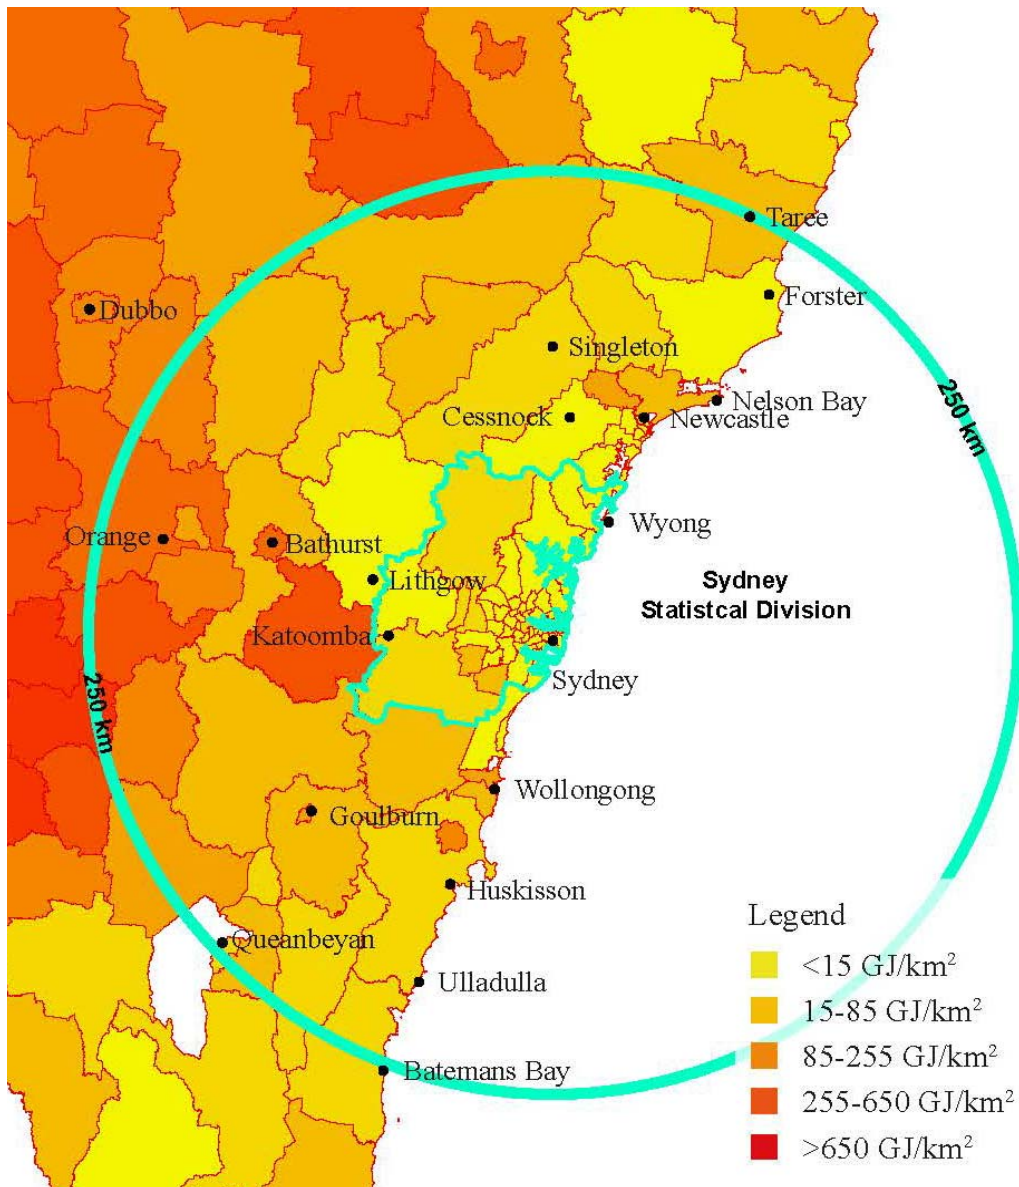 Taree
Forster
Dubbo
Singleton
250 km
Nelson Bay
Cessnock
Newcastle
Wyong
Orange
Bathurst
Lithgow
Sydney
Statistcal Division
Katoomba
Sydney
250 km
Wollongong
Goulburn
Huskisson
Queanbeyan
Ulladulla
Batemans Bay
Legend
<15 GJ/km²
15-85 GJ/km²
85-255 GJ/km²
255-650 GJ/km²
>650 GJ/km²